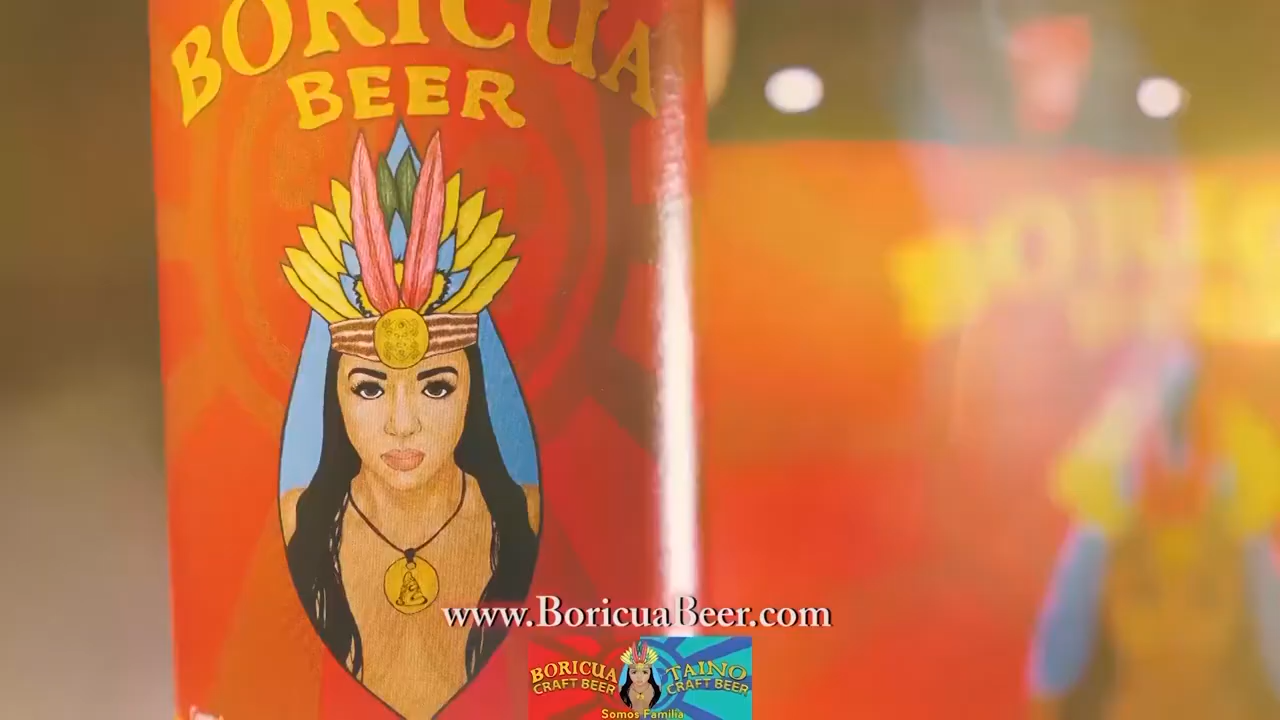 BORICUA
BEER
www.BoricuaBeer.com
BORICUA
CRAFT BEER
TAINO
CRAFT BEER
Somos Familia